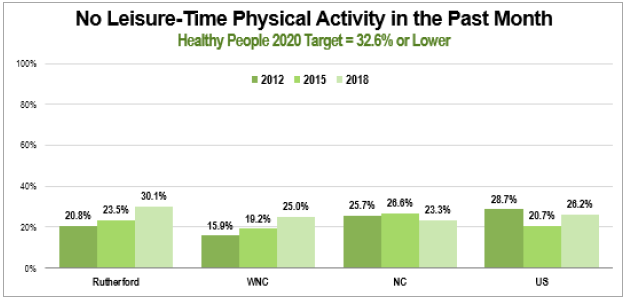 No Leisure-Time Physical Activity in the Past Month
Healthy People 2020 Target = 32.6% or Lower
2012 2015 2018
100%
80%
60%
40%
20%
0%
20.8% 23.5% 30.1%
15.9% 19.2% 25.0%
25.7% 26.6% 23.3%
28.7% 20.7% 26.2%
Rutherford WNC NC US